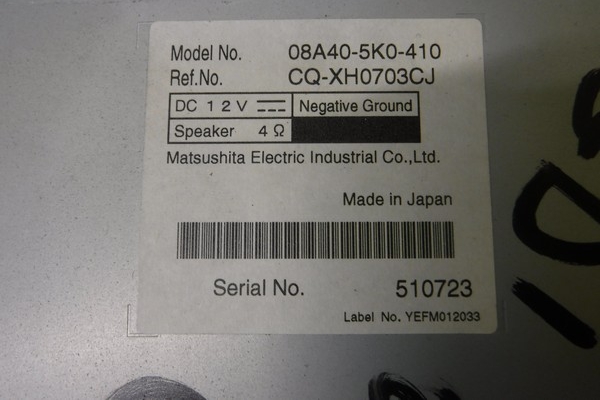 Model No. 08A40-5K0-410
Ref.No. CQ-XH0703CJ
DC 12V Negative Ground
Speaker 4Ω
Matsushita Electric Industrial Co.,Ltd.
Made in Japan
Serial No. 510723
Label No. YEFM012033